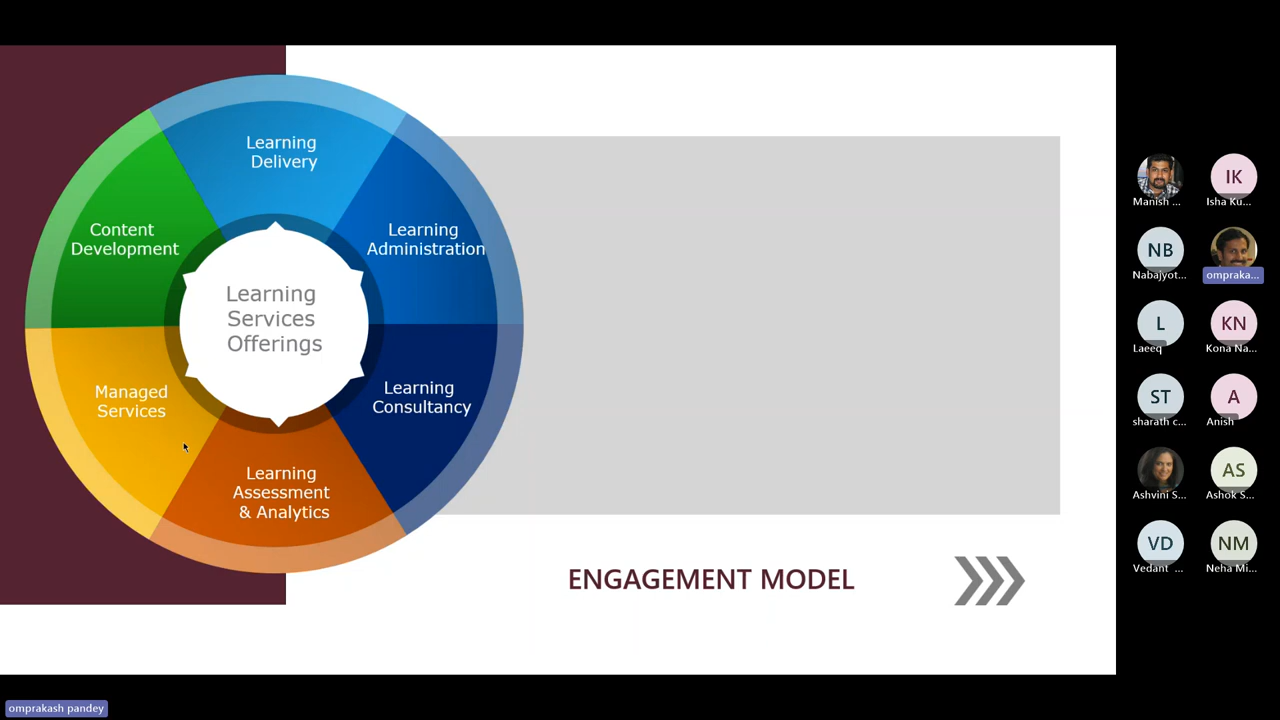 Learning
Delivery
Content
Development
Learning
Administration
Learning
Services
Offerings
Managed
Services
Learning
Consultancy
Learning
Assessment
& Analytics
ENGAGEMENT MODEL
Manish ...
IK
Isha Ku...
NB
Nabajyot...
ompraka...
L
Laeeq
KN
Kona Na...
ST
sharath c...
A
Anish
Ashvini S...
AS
Ashok S...
VD
Vedant ...
NM
Neha Mi...
omprakash pandey